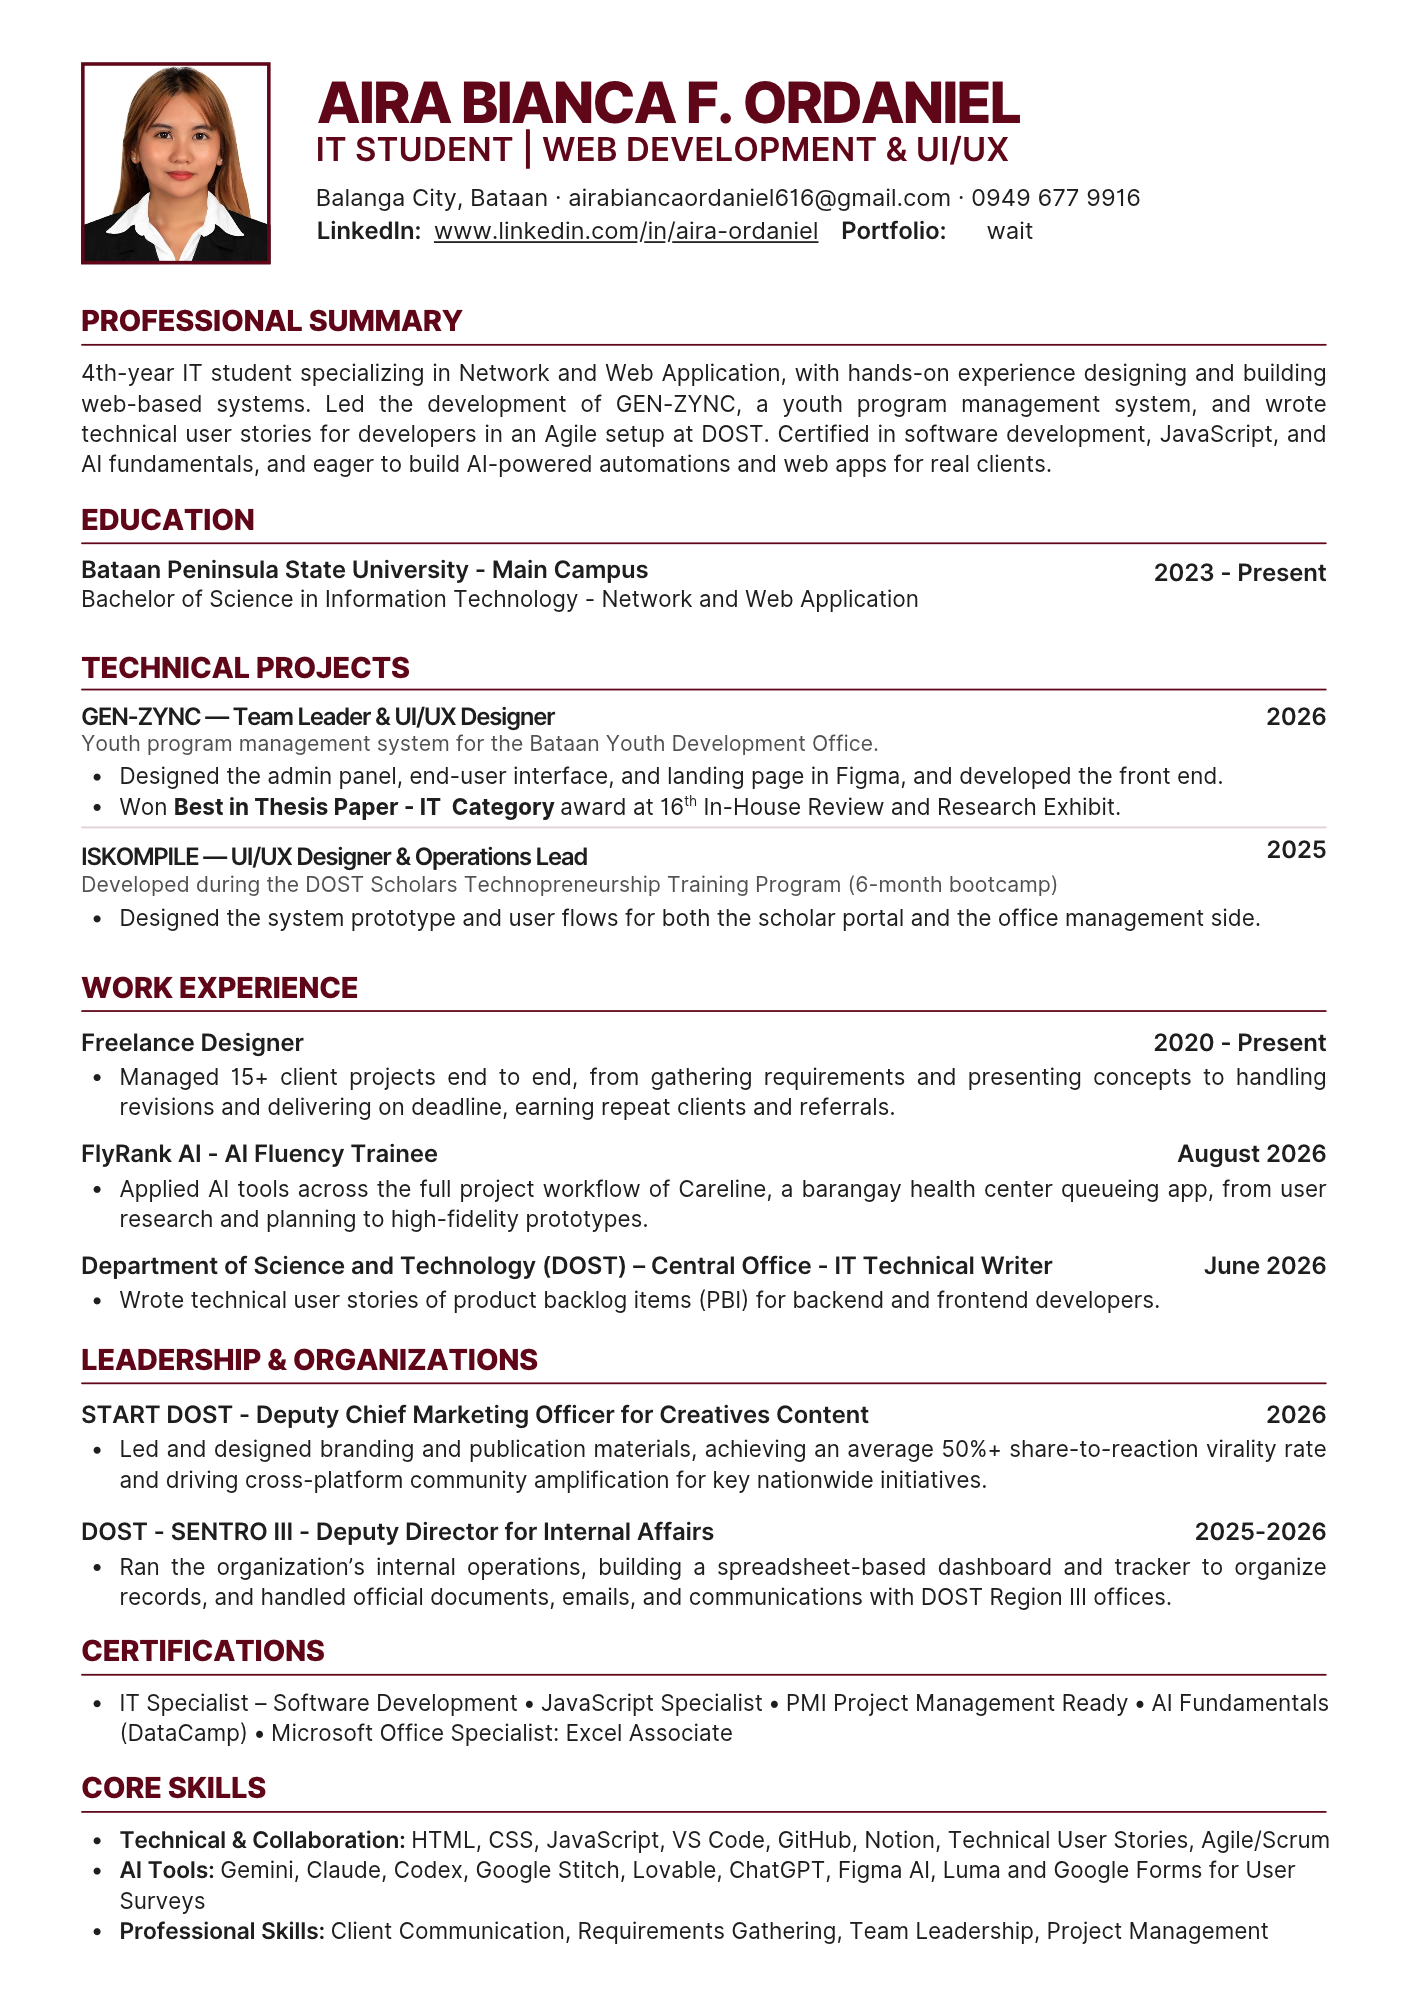 AIRA BIANCA F. ORDANIEL
IT STUDENT | WEB DEVELOPMENT & UI/UX
Balanga City, Bataan · airabiancaordaniel616@gmail.com · 0949 677 9916
LinkedIn: www.linkedin.com/in/aira-ordaniel Portfolio: wait
PROFESSIONAL SUMMARY
4th-year IT student specializing in Network and Web Application, with hands-on experience designing and building
web-based systems. Led the development of GEN-ZYNC, a youth program management system, and wrote
technical user stories for developers in an Agile setup at DOST. Certified in software development, JavaScript, and
AI fundamentals, and eager to build AI-powered automations and web apps for real clients.
EDUCATION
Bataan Peninsula State University - Main Campus 2023 - Present
Bachelor of Science in Information Technology - Network and Web Application
TECHNICAL PROJECTS
GEN-ZYNC — Team Leader & UI/UX Designer 2026
Youth program management system for the Bataan Youth Development Office.
• Designed the admin panel, end-user interface, and landing page in Figma, and developed the front end.
• Won Best in Thesis Paper - IT Category award at 16th In-House Review and Research Exhibit.
ISKOMPILE — UI/UX Designer & Operations Lead 2025
Developed during the DOST Scholars Technopreneurship Training Program (6-month bootcamp)
• Designed the system prototype and user flows for both the scholar portal and the office management side.
WORK EXPERIENCE
Freelance Designer 2020 - Present
• Managed 15+ client projects end to end, from gathering requirements and presenting concepts to handling
revisions and delivering on deadline, earning repeat clients and referrals.
FlyRank AI - AI Fluency Trainee August 2026
• Applied AI tools across the full project workflow of Careline, a barangay health center queueing app, from user
research and planning to high-fidelity prototypes.
Department of Science and Technology (DOST) – Central Office - IT Technical Writer June 2026
• Wrote technical user stories of product backlog items (PBI) for backend and frontend developers.
LEADERSHIP & ORGANIZATIONS
START DOST - Deputy Chief Marketing Officer for Creatives Content 2026
• Led and designed branding and publication materials, achieving an average 50%+ share-to-reaction virality rate
and driving cross-platform community amplification for key nationwide initiatives.
DOST - SENTRO III - Deputy Director for Internal Affairs 2025-2026
• Ran the organization’s internal operations, building a spreadsheet-based dashboard and tracker to organize
records, and handled official documents, emails, and communications with DOST Region III offices.
CERTIFICATIONS
• IT Specialist – Software Development • JavaScript Specialist • PMI Project Management Ready • AI Fundamentals
(DataCamp) • Microsoft Office Specialist: Excel Associate
CORE SKILLS
• Technical & Collaboration: HTML, CSS, JavaScript, VS Code, GitHub, Notion, Technical User Stories, Agile/Scrum
• AI Tools: Gemini, Claude, Codex, Google Stitch, Lovable, ChatGPT, Figma AI, Luma and Google Forms for User
Surveys
• Professional Skills: Client Communication, Requirements Gathering, Team Leadership, Project Management